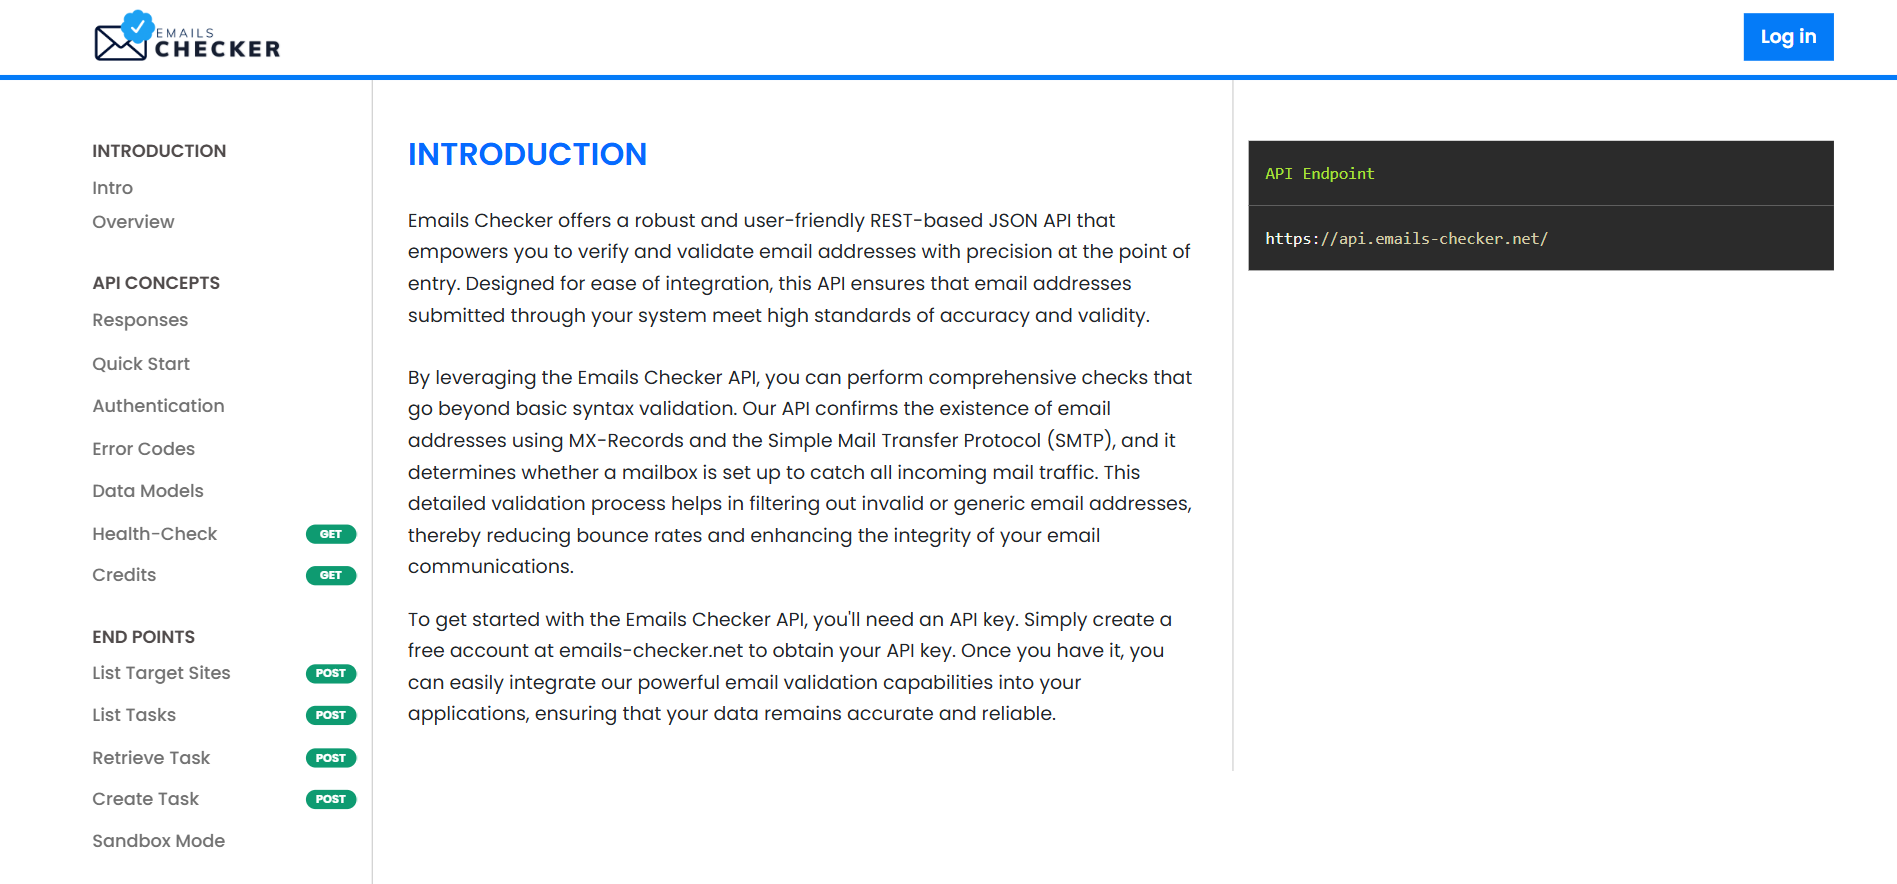 EMAILS
CHECKER
Log in
INTRODUCTION
Intro
Overview
API CONCEPTS
Responses
Quick Start
Authentication
Error Codes
Data Models
Health-Check GET
Credits GET
END POINTS
List Target Sites POST
List Tasks POST
Retrieve Task POST
Create Task POST
Sandbox Mode
INTRODUCTION
Emails Checker offers a robust and user-friendly REST-based JSON API that
empowers you to verify and validate email addresses with precision at the point of
entry. Designed for ease of integration, this API ensures that email addresses
submitted through your system meet high standards of accuracy and validity.
By leveraging the Emails Checker API, you can perform comprehensive checks that
go beyond basic syntax validation. Our API confirms the existence of email
addresses using MX-Records and the Simple Mail Transfer Protocol (SMTP), and it
determines whether a mailbox is set up to catch all incoming mail traffic. This
detailed validation process helps in filtering out invalid or generic email addresses,
thereby reducing bounce rates and enhancing the integrity of your email
communications.
To get started with the Emails Checker API, you'll need an API key. Simply create a
free account at emails-checker.net to obtain your API key. Once you have it, you
can easily integrate our powerful email validation capabilities into your
applications, ensuring that your data remains accurate and reliable.
API Endpoint
https://api.emails-checker.net/